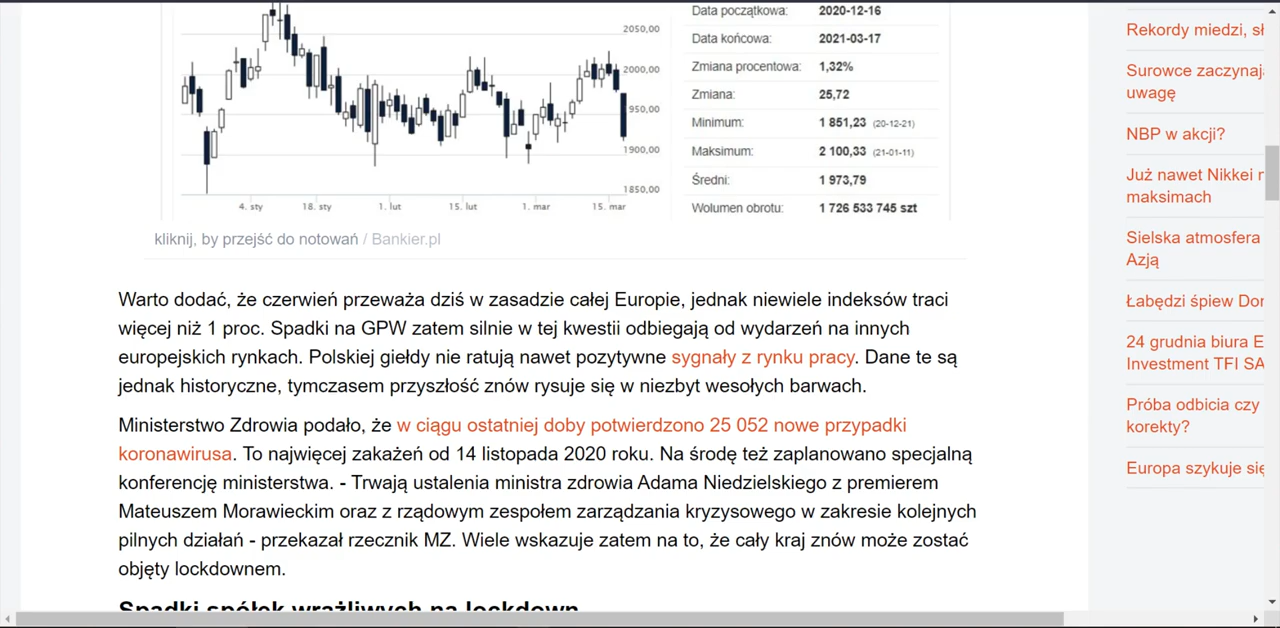 2050,00
2000,00
1950,00
1900,00
1850,00
4. sty 18. sty 1. lut 15. lut 1. mar 15. mar
Data początkowa: 2020-12-16
Data końcowa: 2021-03-17
Zmiana procentowa: 1,32%
Zmiana: 25,72
Minimum: 1 851,23 (20-12-21)
Maksimum: 2 100,33 (21-01-11)
Średni: 1 973,79
Wolumen obrotu: 1 726 533 745 szt
kliknij, by przejść do notowań / Bankier.pl
Warto dodać, że czerwień przeważa dziś w zasadzie całej Europie, jednak niewiele indeksów traci
więcej niż 1 proc. Spadki na GPW zatem silnie w tej kwestii odbiegają od wydarzeń na innych
europejskich rynkach. Polskiej giełdy nie ratują nawet pozytywne sygnały z rynku pracy. Dane te są
jednak historyczne, tymczasem przyszłość znów rysuje się w niezbyt wesołych barwach.
Ministerstwo Zdrowia podało, że w ciągu ostatniej doby potwierdzono 25 052 nowe przypadki
koronawirusa. To najwięcej zakażeń od 14 listopada 2020 roku. Na środę też zaplanowano specjalną
konferencję ministerstwa. - Trwają ustalenia ministra zdrowia Adama Niedzielskiego z premierem
Mateuszem Morawieckim oraz z rządowym zespołem zarządzania kryzysowego w zakresie kolejnych
pilnych działań - przekazał rzecznik MZ. Wiele wskazuje zatem na to, że cały kraj znów może zostać
objęty lockdownem.
Spadki spółek wrażliwych na lockdown
Rekordy miedzi,
Surowce
uwagę
NBP w akcji?
Już nawet Nikkei
maksimach
Sielska atmosfera
Azją
Łabędzi śpiew
24 grudnia biura
Investment TFI
Próba odbicia czy
korekty?
Europa szykuje się